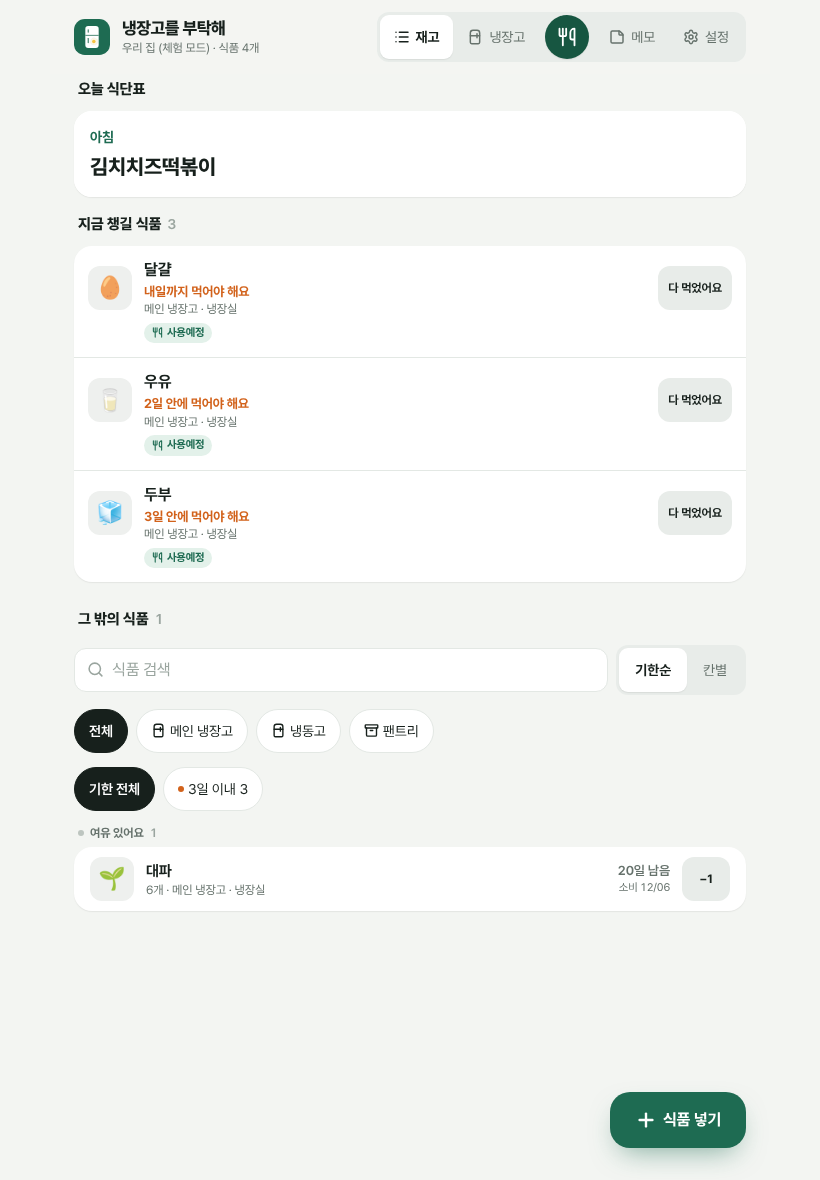 냉장고를 부탁해
우리 집 (체험 모드) · 식품 4개
재고
냉장고
메모
설정
오늘 식단표
아침
김치치즈떡볶이
지금 챙길 식품 3
달걀
내일까지 먹어야 해요
메인 냉장고 · 냉장실
사용예정
다 먹었어요
우유
2일 안에 먹어야 해요
메인 냉장고 · 냉장실
사용예정
다 먹었어요
두부
3일 안에 먹어야 해요
메인 냉장고 · 냉장실
사용예정
다 먹었어요
그 밖의 식품 1
식품 검색
기한순
칸별
전체
메인 냉장고
냉동고
팬트리
기한 전체
3일 이내 3
여유 있어요 1
대파
6개 · 메인 냉장고 · 냉장실
20일 남음
소비 12/06
−1
식품 넣기